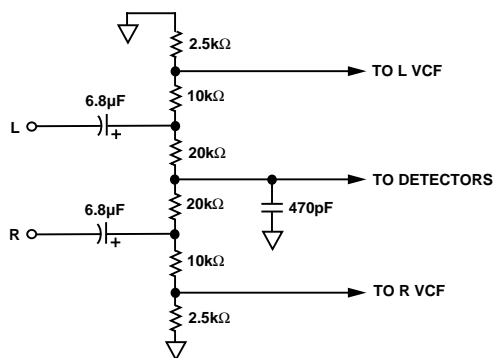 2.5kΩ
TO L VCF
10kΩ
6.8µF
L
+
20kΩ
TO DETECTORS
20kΩ
470pF
6.8µF
R
+
10kΩ
TO R VCF
2.5kΩ